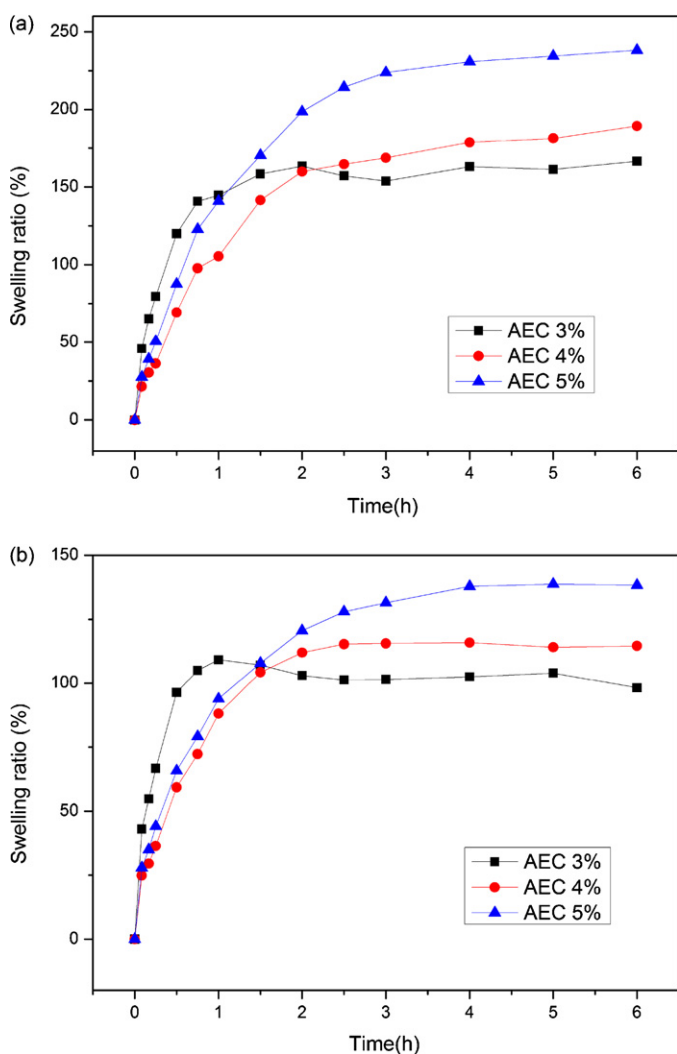 (a)
250
200
150
100
50
0
Swelling ratio (%)
AEC 3%
AEC 4%
AEC 5%
0 1 2 3 4 5 6
Time(h)
(b)
150
100
50
0
Swelling ratio (%)
AEC 3%
AEC 4%
AEC 5%
0 1 2 3 4 5 6
Time(h)